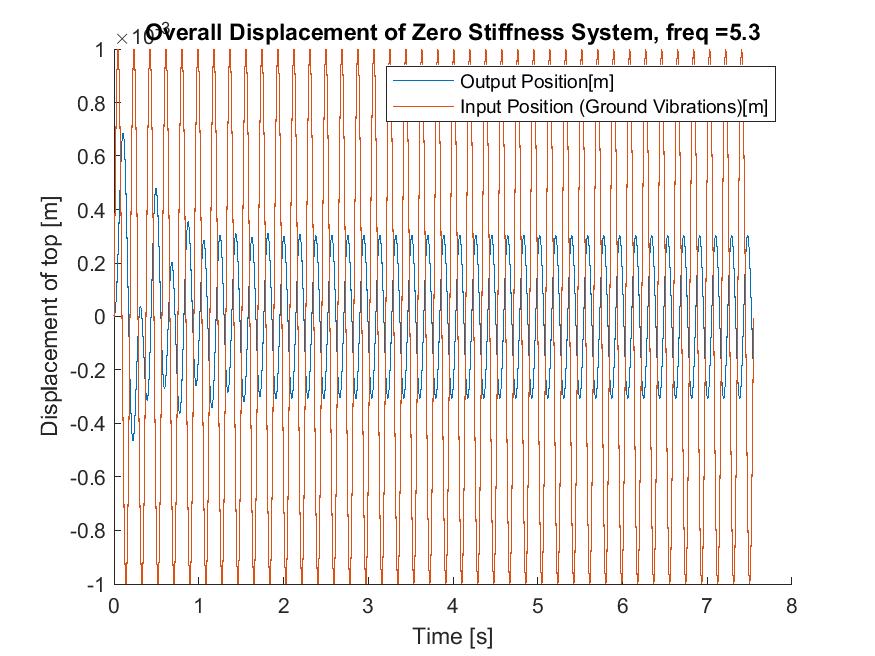 ×10⁻³
Overall Displacement of Zero Stiffness System, freq =5.3
Output Position[m]
Input Position (Ground Vibrations)[m]
Displacement of top [m]
1
0.8
0.6
0.4
0.2
0
-0.2
-0.4
-0.6
-0.8
-1
0 1 2 3 4 5 6 7 8
Time [s]